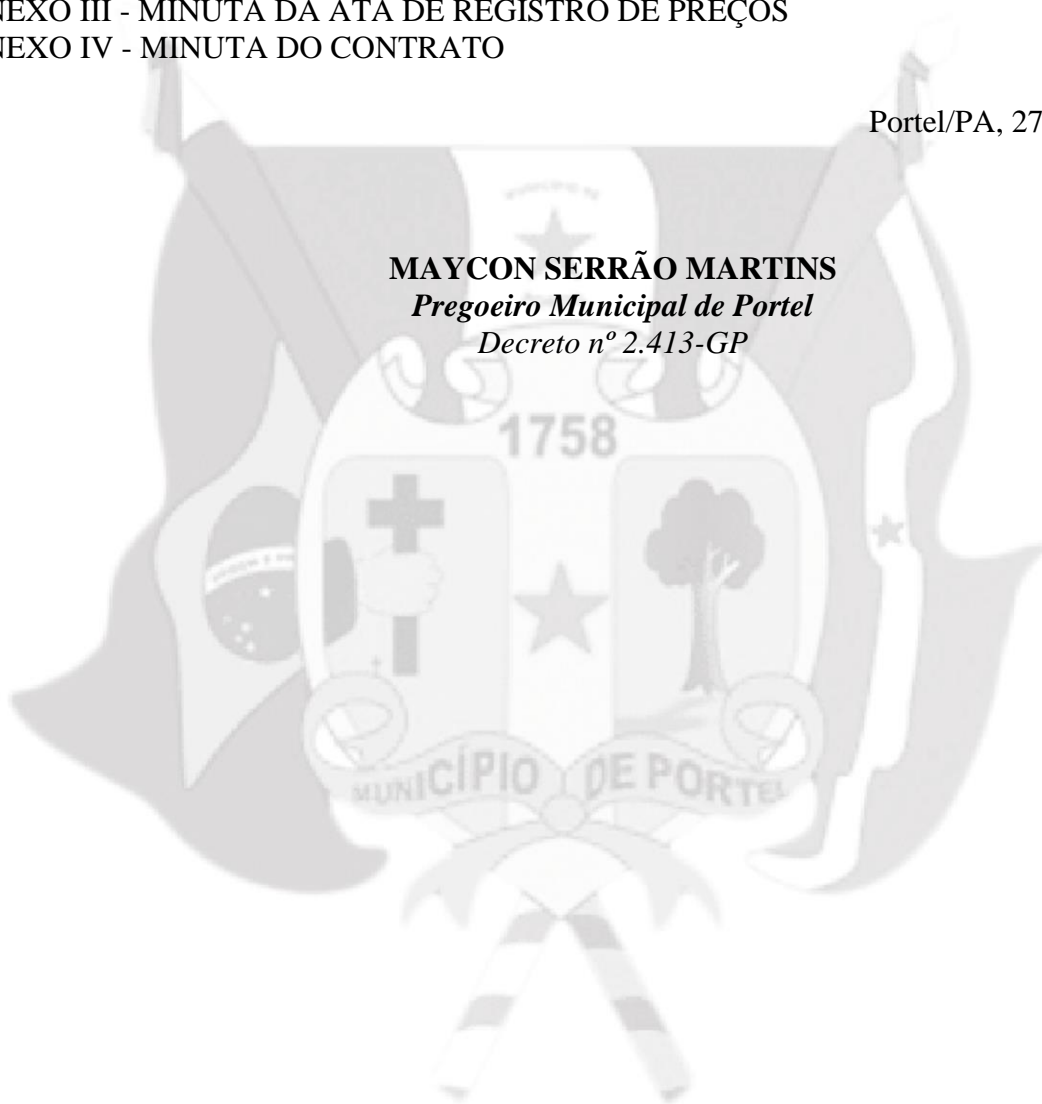 NEXO III - MINUTA DA ATA DE REGISTRO DE PREÇOS
NEXO IV - MINUTA DO CONTRATO
Portel/PA, 27
MAYCON SERRÃO MARTINS
Pregoeiro Municipal de Portel
Decreto nº 2.413-GP
1758
MUNICÍPIO DE PORTEL